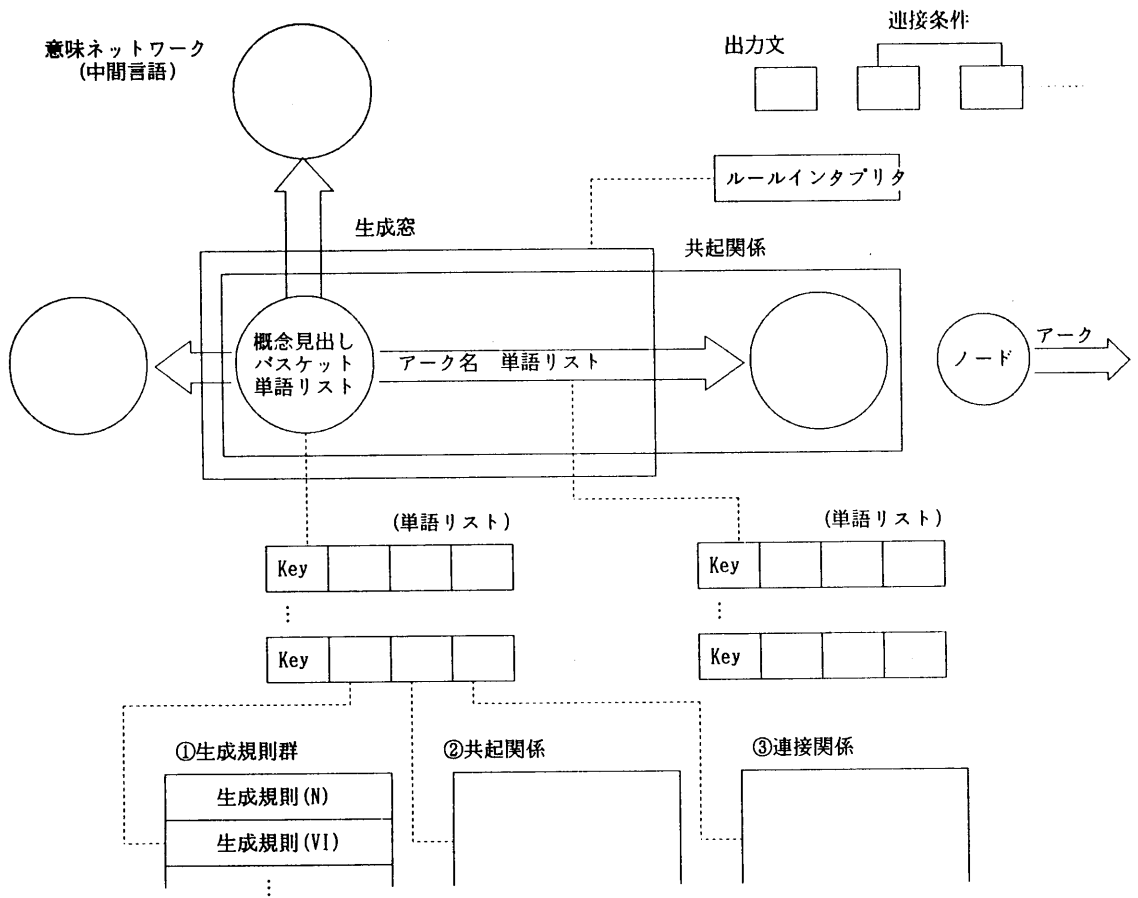 意味ネットワーク
(中間言語)
出力文
連接条件
ルールインタプリタ
生成窓
共起関係
概念見出し
バスケット
単語リスト
アーク名 単語リスト
ノード
アーク
(単語リスト)
(単語リスト)
Key
Key
Key
Key
①生成規則群
②共起関係
③連接関係
生成規則(N)
生成規則(VI)